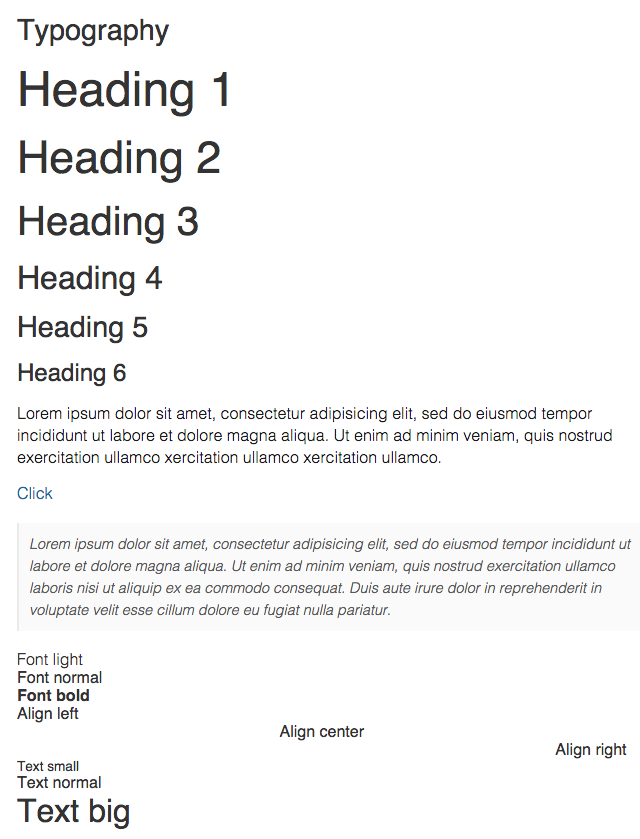 Typography
Heading 1
Heading 2
Heading 3
Heading 4
Heading 5
Heading 6
Lorem ipsum dolor sit amet, consectetur adipisicing elit, sed do eiusmod tempor
incididunt ut labore et dolore magna aliqua. Ut enim ad minim veniam, quis nostrud
exercitation ullamco xercitation ullamco xercitation ullamco.
Click
Lorem ipsum dolor sit amet, consectetur adipisicing elit, sed do eiusmod tempor incididunt ut
labore et dolore magna aliqua. Ut enim ad minim veniam, quis nostrud exercitation ullamco
laboris nisi ut aliquip ex ea commodo consequat. Duis aute irure dolor in reprehenderit in
voluptate velit esse cillum dolore eu fugiat nulla pariatur.
Font light
Font normal
Font bold
Align left
Align center
Align right
Text small
Text normal
Text big